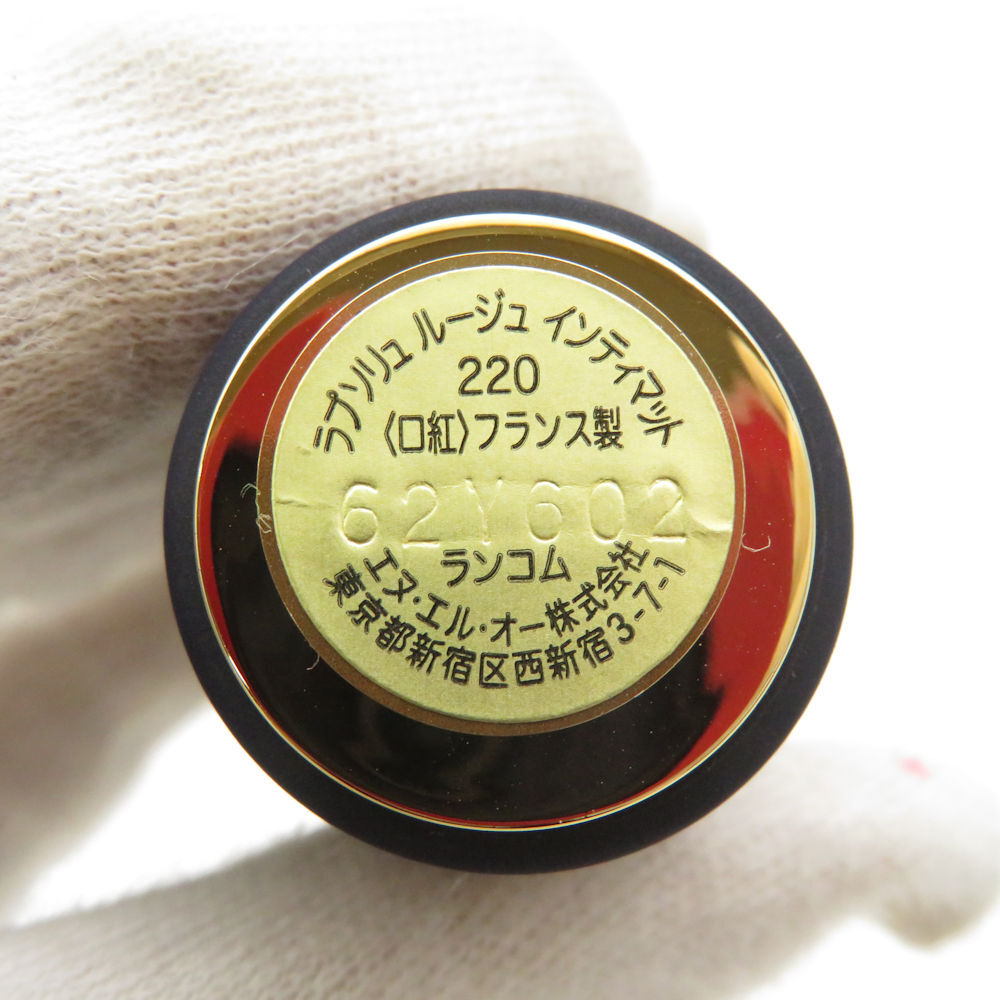 ラプソリュ ルージュ インティマット
220
〈口紅〉フランス製
62Y602
ランコム
エヌ・エル・オー株式会社
東京都新宿区西新宿3-7-1